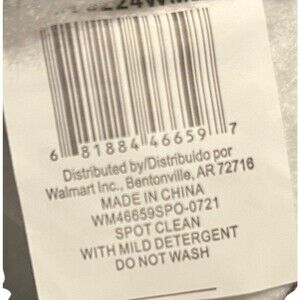 6 81884 46659 7
Distributed by/Distribuido por
Walmart Inc., Bentonville, AR 72716
MADE IN CHINA
WM46659SPO-0721
SPOT CLEAN
WITH MILD DETERGENT
DO NOT WASH